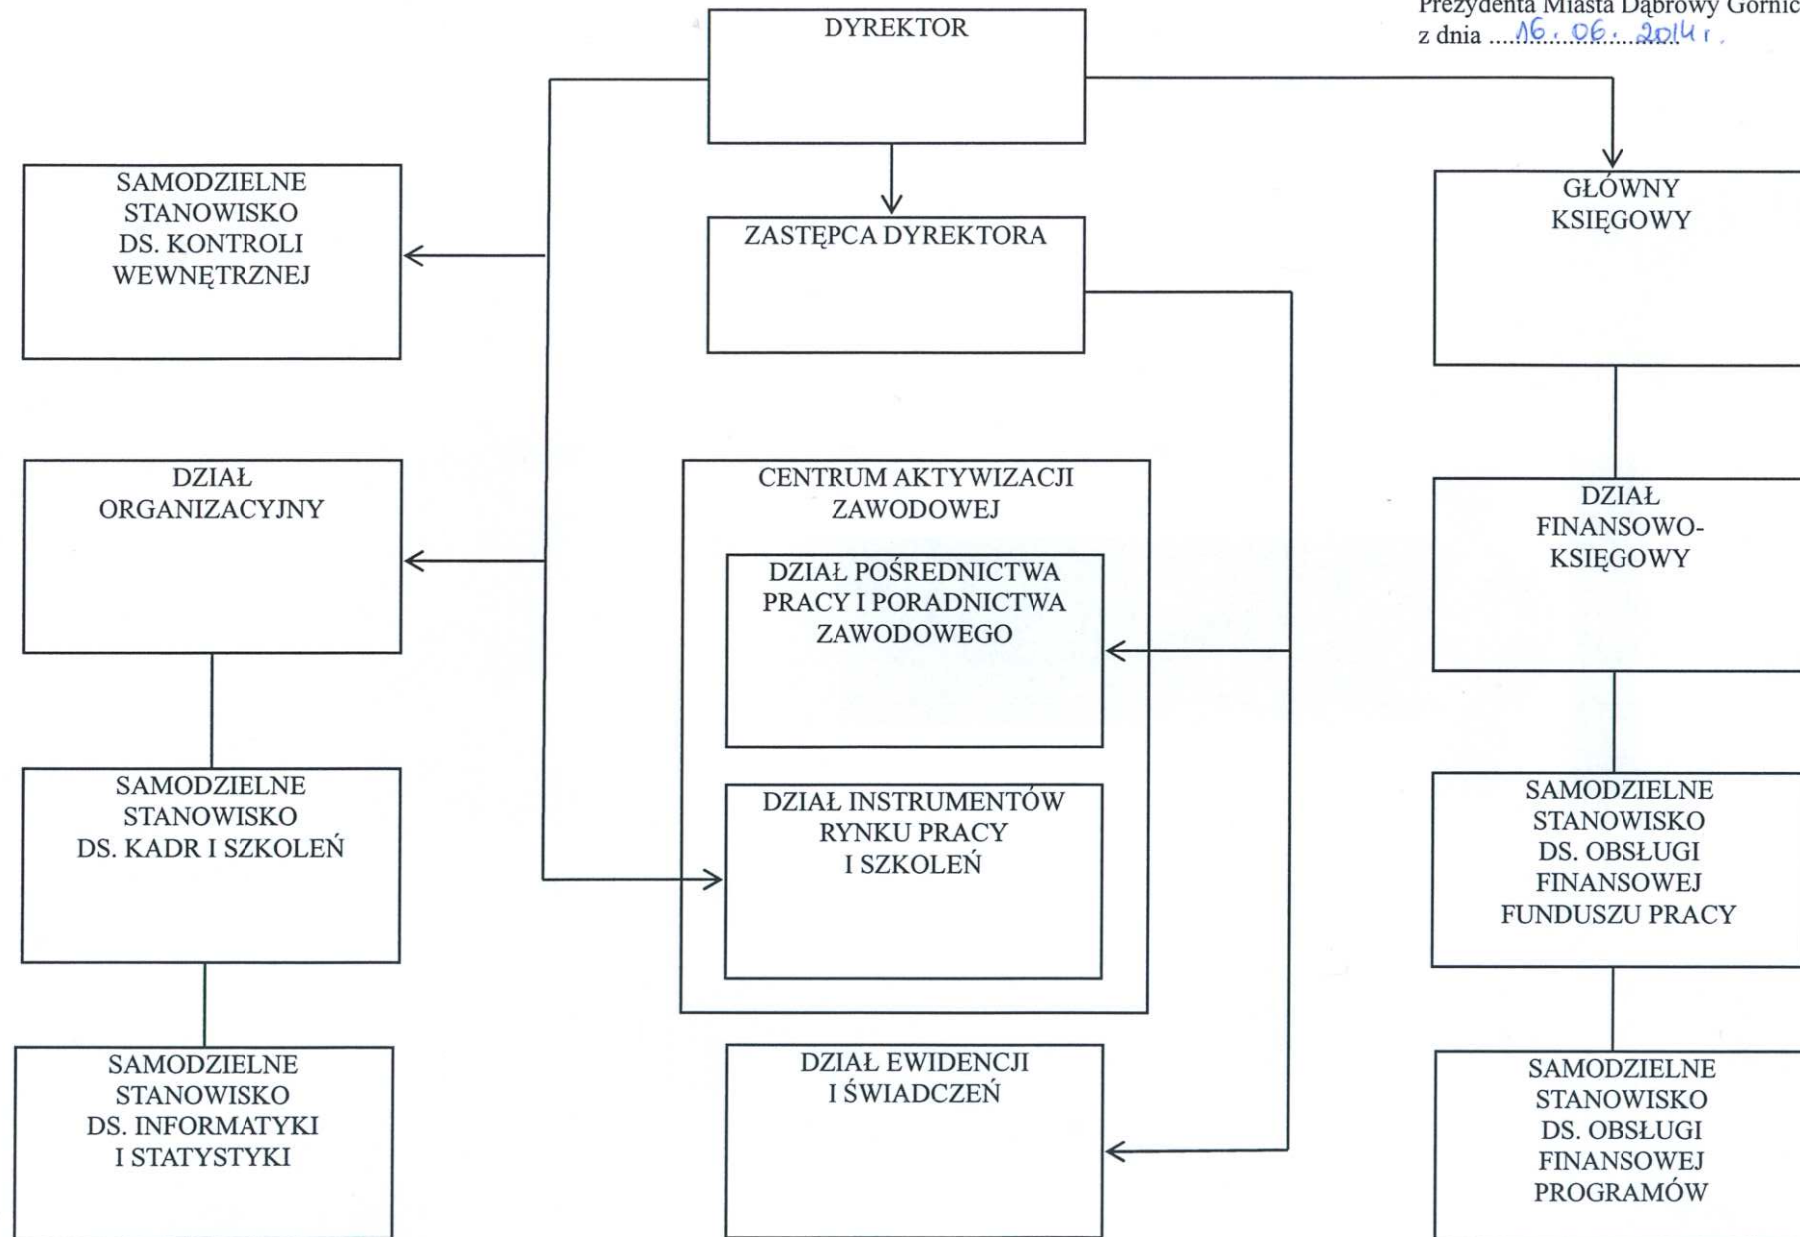 Prezydenta Miasta Dąbrowy Górnic
z dnia 16. 06. 2014 r.
DYREKTOR
SAMODZIELNE
STANOWISKO
DS. KONTROLI
WEWNĘTRZNEJ
ZASTĘPCA DYREKTORA
GŁÓWNY
KSIĘGOWY
DZIAŁ
ORGANIZACYJNY
CENTRUM AKTYWIZACJI
ZAWODOWEJ
DZIAŁ POŚREDNICTWA
PRACY I PORADNICTWA
ZAWODOWEGO
DZIAŁ
FINANSOWO-
KSIĘGOWY
SAMODZIELNE
STANOWISKO
DS. KADR I SZKOLEŃ
DZIAŁ INSTRUMENTÓW
RYNKU PRACY
I SZKOLEŃ
SAMODZIELNE
STANOWISKO
DS. OBSŁUGI
FINANSOWEJ
FUNDUSZU PRACY
SAMODZIELNE
STANOWISKO
DS. INFORMATYKI
I STATYSTYKI
DZIAŁ EWIDENCJI
I ŚWIADCZEŃ
SAMODZIELNE
STANOWISKO
DS. OBSŁUGI
FINANSOWEJ
PROGRAMÓW